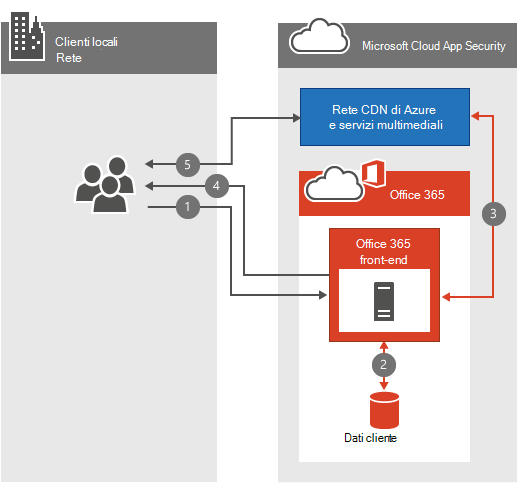 Clienti locali
Rete
Microsoft Cloud App Security
Rete CDN di Azure
e servizi multimediali
5
4
1
3
Office 365
Office 365
front-end
2
Dati cliente